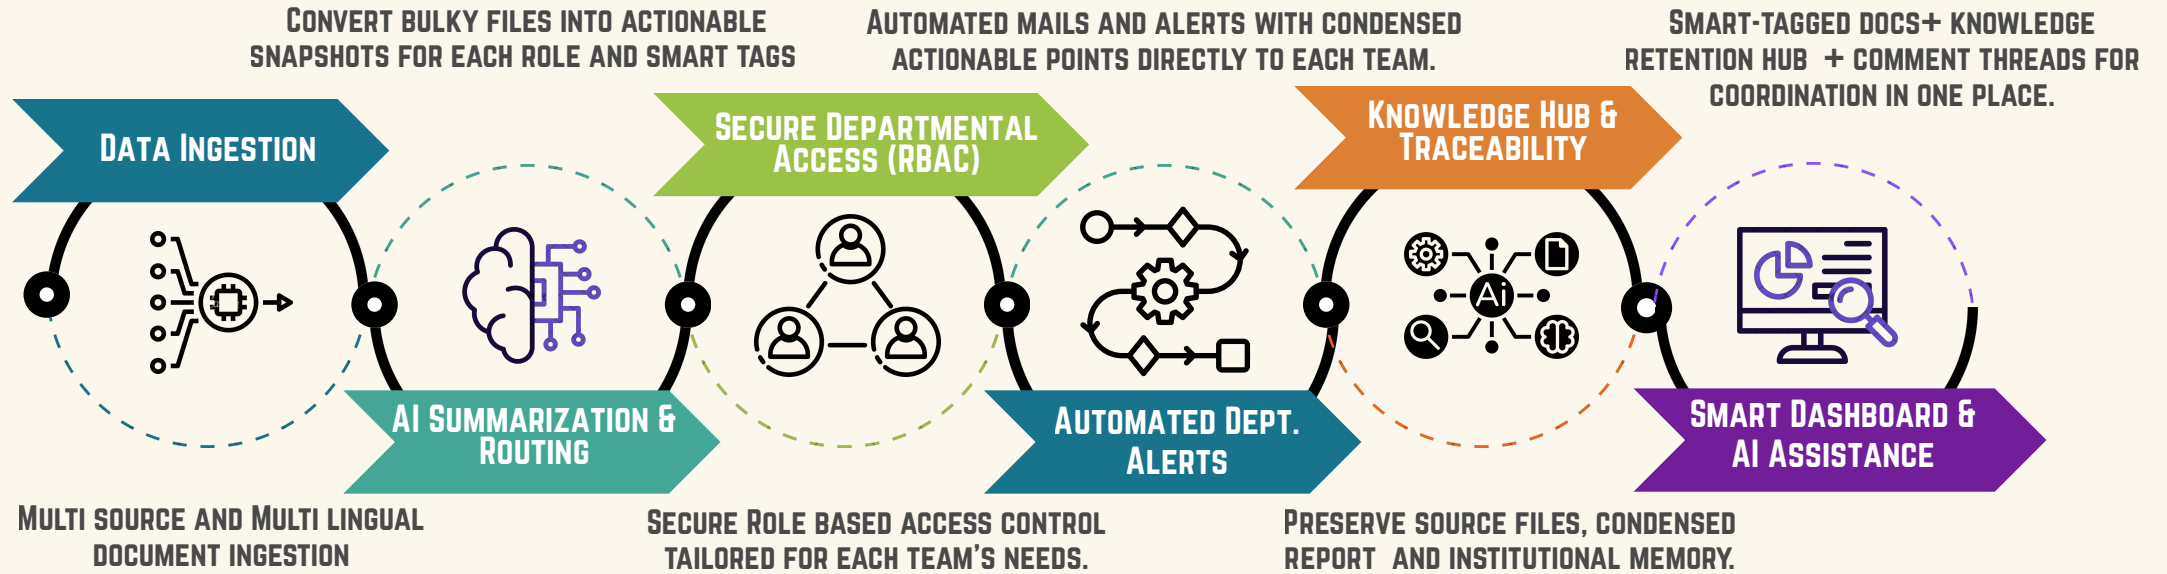 CONVERT BULKY FILES INTO ACTIONABLE
SNAPSHOTS FOR EACH ROLE AND SMART TAGS
AUTOMATED MAILS AND ALERTS WITH CONDENSED
ACTIONABLE POINTS DIRECTLY TO EACH TEAM.
SMART-TAGGED DOCS+ KNOWLEDGE
RETENTION HUB + COMMENT THREADS FOR
COORDINATION IN ONE PLACE.
DATA INGESTION
SECURE DEPARTMENTAL
ACCESS (RBAC)
KNOWLEDGE HUB &
TRACEABILITY
Ai
AI SUMMARIZATION &
ROUTING
AUTOMATED DEPT.
ALERTS
SMART DASHBOARD &
AI ASSISTANCE
MULTI SOURCE AND MULTI LINGUAL
DOCUMENT INGESTION
SECURE ROLE BASED ACCESS CONTROL
TAILORED FOR EACH TEAM'S NEEDS.
PRESERVE SOURCE FILES, CONDENSED
REPORT AND INSTITUTIONAL MEMORY.